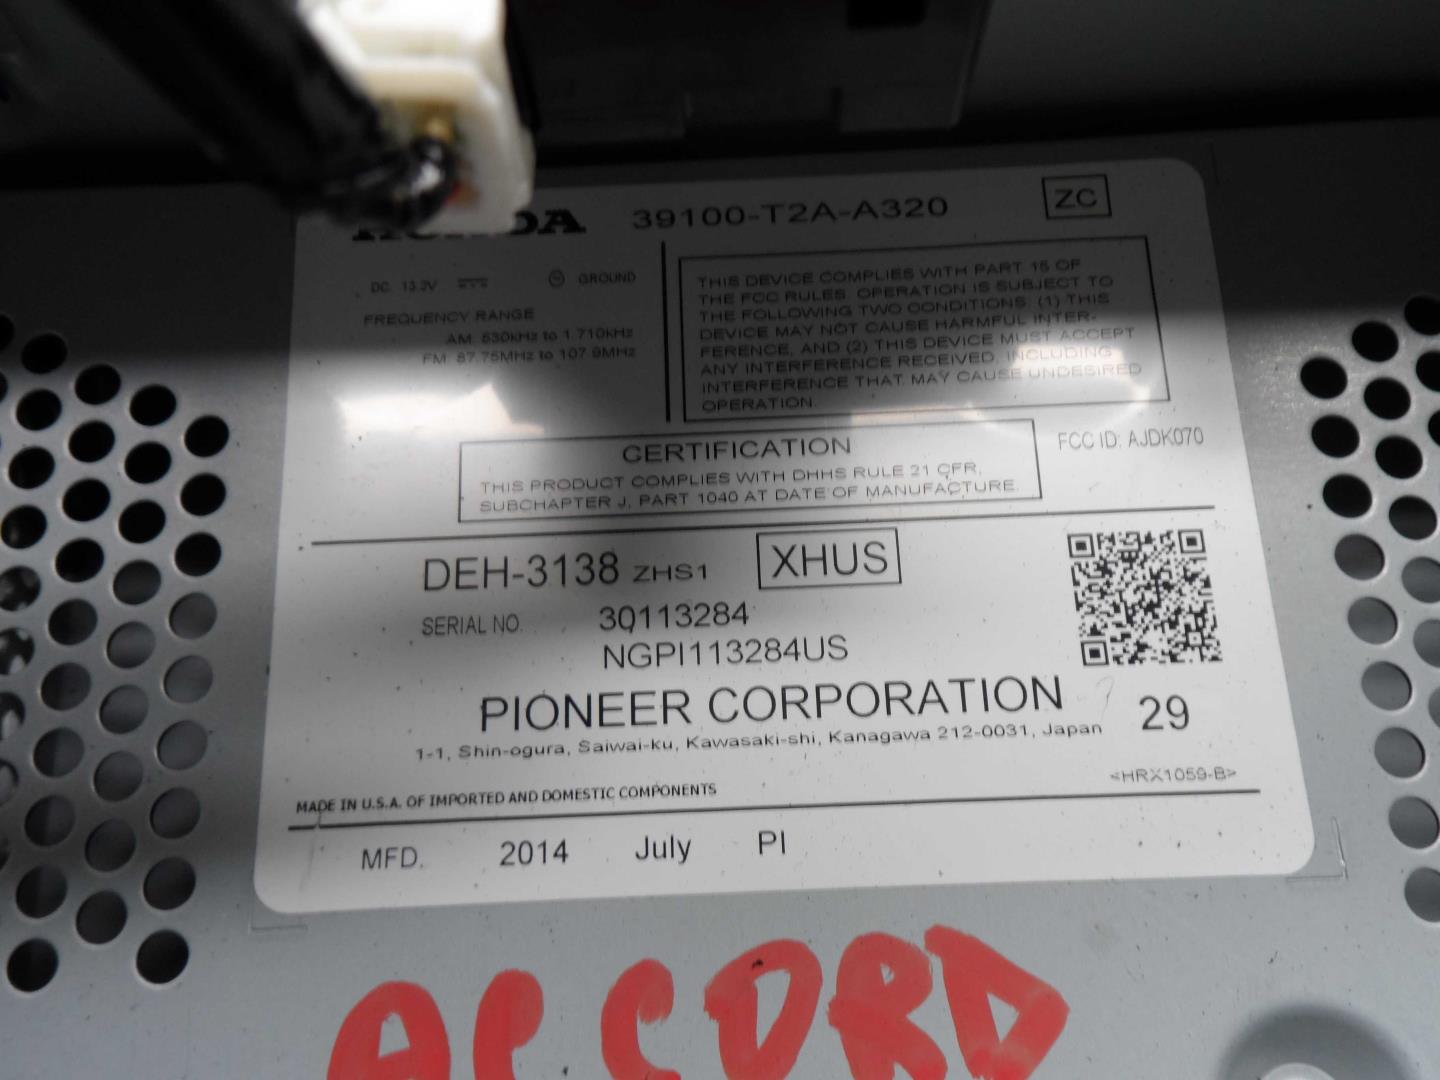 HONDA 39100-T2A-A320 ZC
DC. 13.2V GROUND
FREQUENCY RANGE
AM. 530kHz to 1.710kHz
FM. 87.75MHz to 107.9MHz
THIS DEVICE COMPLIES WITH PART 15 OF
THE FCC RULES. OPERATION IS SUBJECT TO
THE FOLLOWING TWO CONDITIONS: (1) THIS
DEVICE MAY NOT CAUSE HARMFUL INTER-
FERENCE, AND (2) THIS DEVICE MUST ACCEPT
ANY INTERFERENCE RECEIVED, INCLUDING
INTERFERENCE THAT MAY CAUSE UNDESIRED
OPERATION.
CERTIFICATION
THIS PRODUCT COMPLIES WITH DHHS RULE 21 CFR,
SUBCHAPTER J, PART 1040 AT DATE OF MANUFACTURE.
FCC ID: AJDK070
DEH-3138 ZHS1 XHUS
SERIAL NO. 30113284
NGPI113284US
PIONEER CORPORATION 29
1-1, Shin-ogura, Saiwai-ku, Kawasaki-shi, Kanagawa 212-0031, Japan
<HRX1059-B>
MADE IN U.S.A. OF IMPORTED AND DOMESTIC COMPONENTS
MFD. 2014 July PI
ACCORD